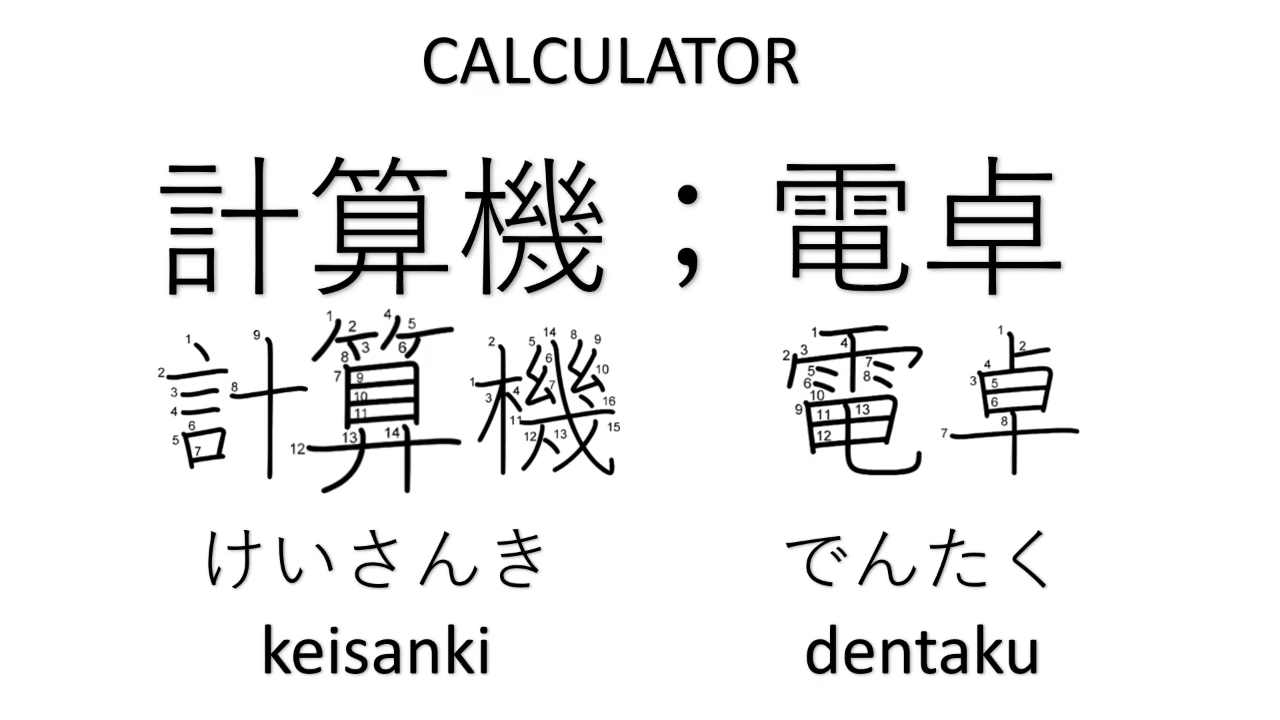 CALCULATOR
計算機；電卓
計算機 電卓
けいさんき でんたく
keisanki dentaku